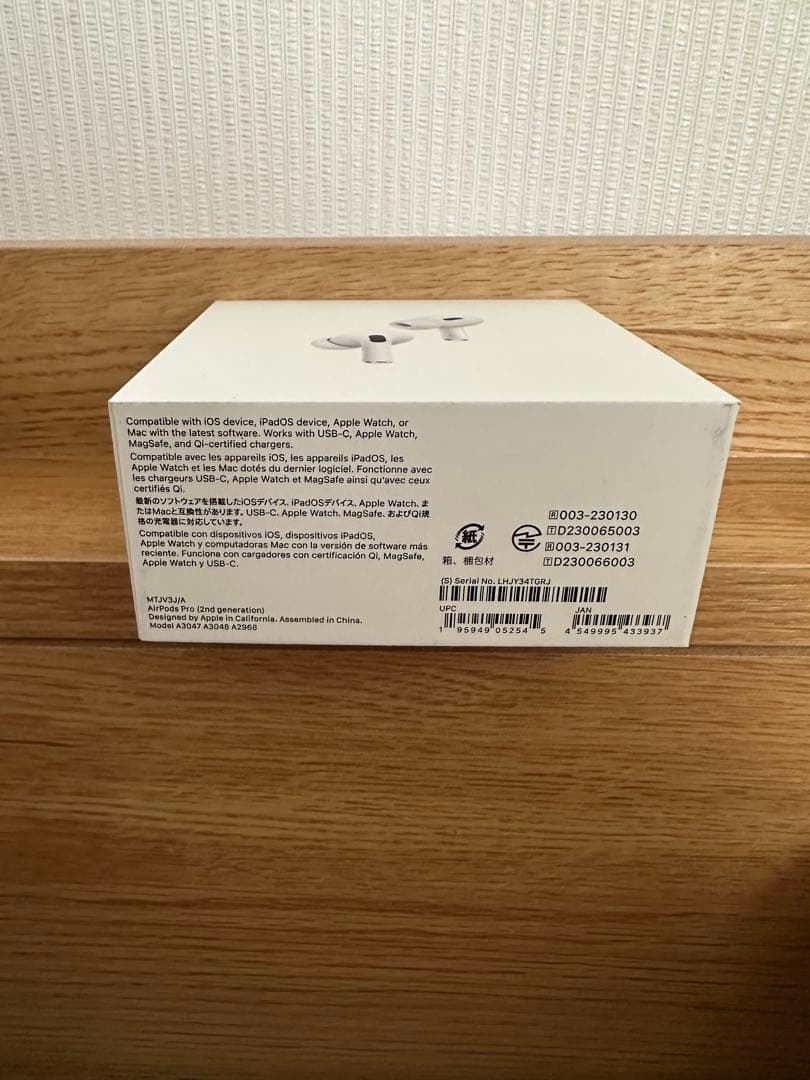 Compatible with iOS device, iPadOS device, Apple Watch, or
Mac with the latest software. Works with USB-C, Apple Watch,
MagSafe, and Qi-certified chargers.
Compatible avec les appareils iOS, les appareils iPadOS, les
Apple Watch et les Mac dotés du dernier logiciel. Fonctionne avec
les chargeurs USB-C, Apple Watch et MagSafe ainsi qu'avec ceux
certifiés Qi.
最新のソフトウェアを搭載したiOSデバイス、iPadOSデバイス、Apple Watch、ま
たはMacと互換性があります。USB-C、Apple Watch、MagSafe、およびQi規
格の充電器に対応しています。
Compatible con dispositivos iOS, dispositivos iPadOS,
Apple Watch y computadoras Mac con la versión de software más
reciente. Funciona con cargadores con certificación Qi, MagSafe,
Apple Watch y USB-C.
MTJV3J/A
AirPods Pro (2nd generation)
Designed by Apple in California. Assembled in China.
Model A3047 A3048 A2968
紙
箱、梱包材
R003-230130
TD230065003
R003-230131
TD230066003
(S) Serial No. LHJY34TGRJ
UPC
1 95949 05254 5
JAN
4 549995 433937